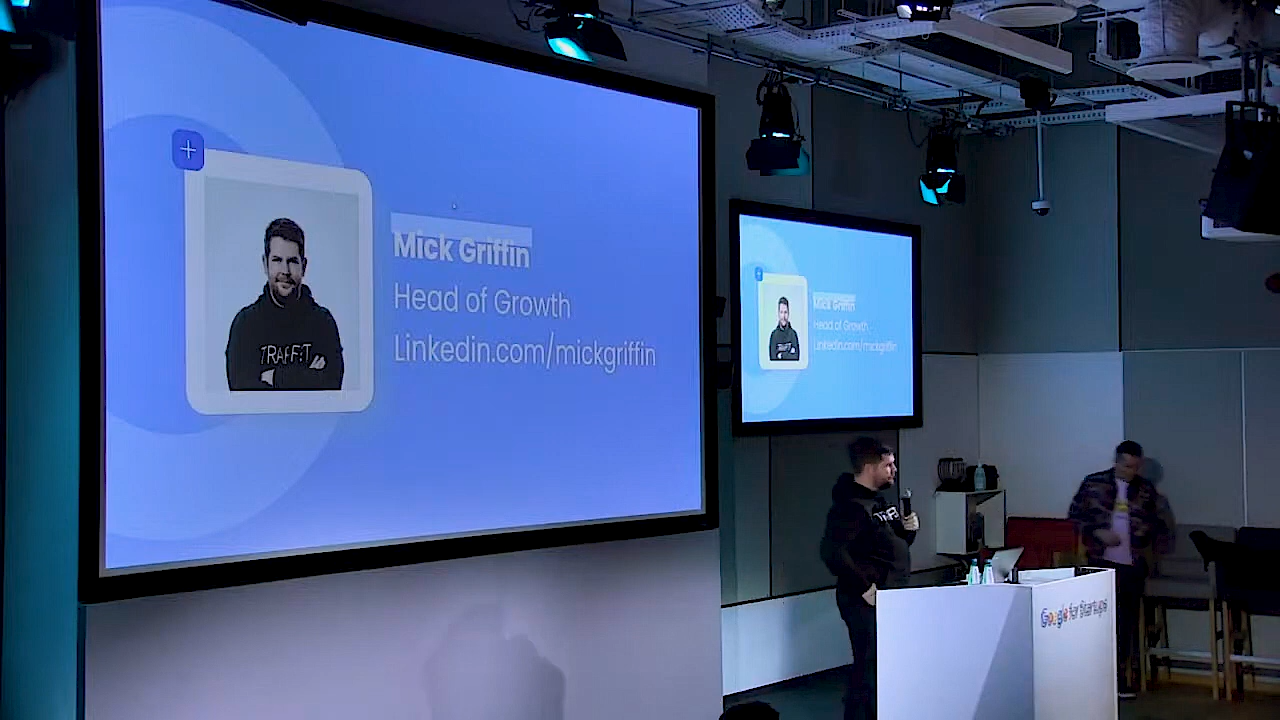 Mick Griffin
Head of Growth
Linkedin.com/mickgriffin
TRAFFIT
Mick Griffin
Head of Growth
Linkedin.com/mickgriffin
Google for Startups